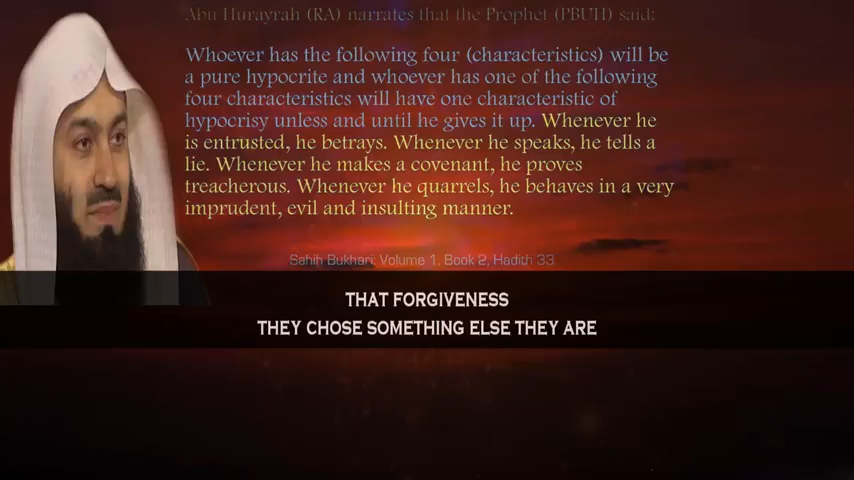 Abu Hurayrah (RA) narrates that the Prophet (PBUH) said:
Whoever has the following four (characteristics) will be
a pure hypocrite and whoever has one of the following
four characteristics will have one characteristic of
hypocrisy unless and until he gives it up. Whenever he
is entrusted, he betrays. Whenever he speaks, he tells a
lie. Whenever he makes a covenant, he proves
treacherous. Whenever he quarrels, he behaves in a very
imprudent, evil and insulting manner.
Sahih Bukhari: Volume 1, Book 2, Hadith 33.
THAT FORGIVENESS
THEY CHOSE SOMETHING ELSE THEY ARE